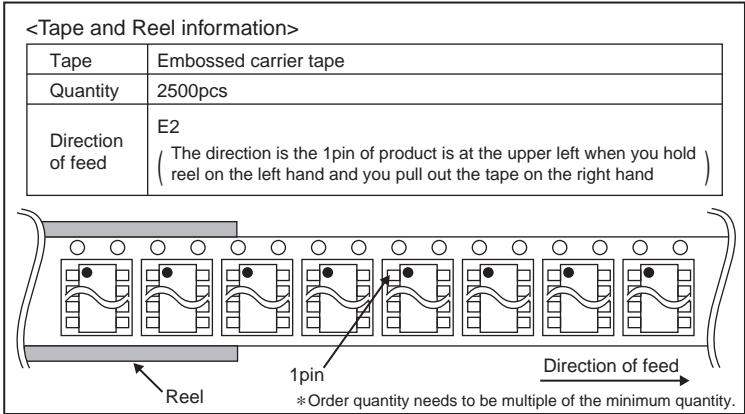 <Tape and Reel information>
Tape Embossed carrier tape
Quantity 2500pcs
Direction
of feed
E2
( The direction is the 1pin of product is at the upper left when you hold
reel on the left hand and you pull out the tape on the right hand )
Reel
1pin
Direction of feed
∗Order quantity needs to be multiple of the minimum quantity.